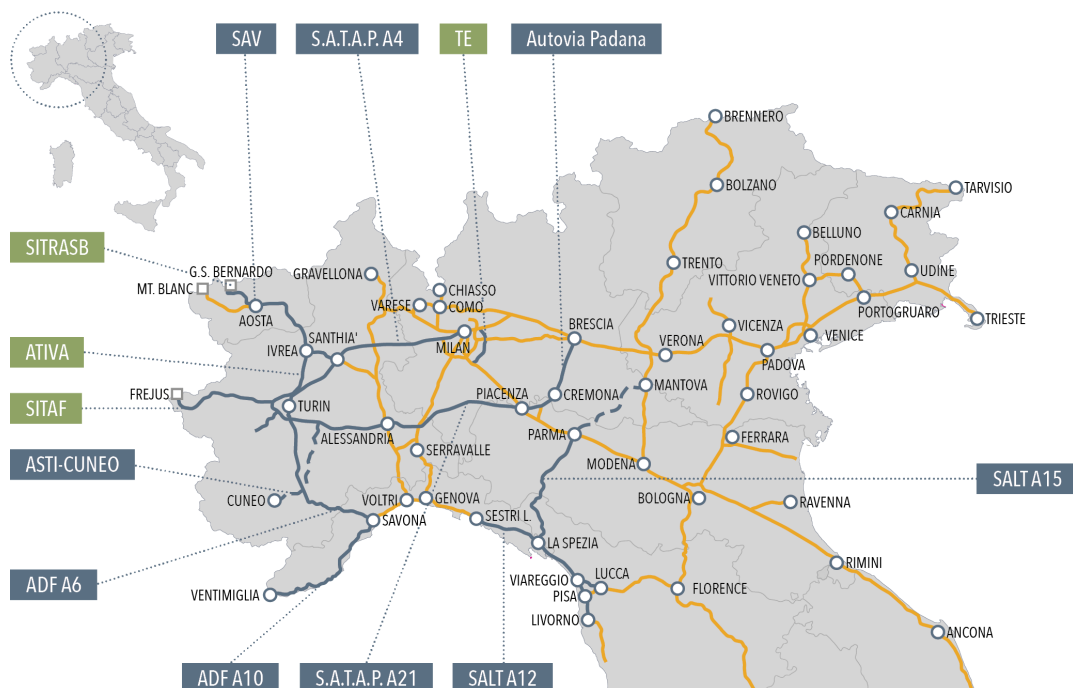 SAV
S.A.T.A.P. A4
TE
Autovia Padana
BRENNERO
BOLZANO
TARVISIO
CARNIA
BELLUNO
SITRASB
TRENTO
PORDENONE
G.S. BERNARDO
GRAVELLONA
VITTORIO VENETO
UDINE
MT. BLANC
CHIASSO
VARESE
COMO
PORTOGRUARO
AOSTA
TRIESTE
BRESCIA
VICENZA
SANTHIA'
VENICE
IVREA
MILAN
VERONA
ATIVA
PADOVA
FREJUS
PIACENZA
CREMONA
MANTOVA
ROVIGO
SITAF
TURIN
ALESSANDRIA
PARMA
FERRARA
SERRAVALLE
ASTI-CUNEO
MODENA
SALT A15
CUNEO
VOLTRI
GENOVA
BOLOGNA
RAVENNA
SAVONA
SESTRI L.
LA SPEZIA
RIMINI
ADF A6
VIAREGGIO
LUCCA
VENTIMIGLIA
PISA
FLORENCE
LIVORNO
ANCONA
ADF A10
S.A.T.A.P. A21
SALT A12